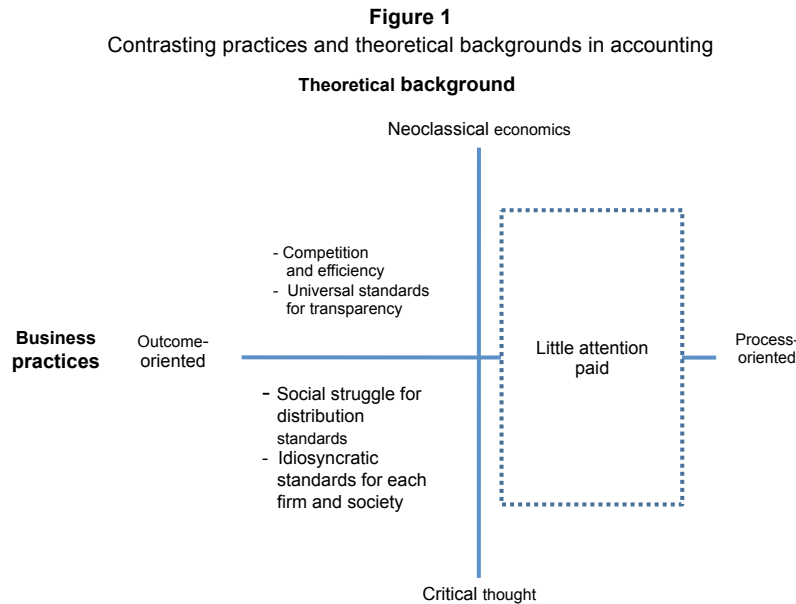 Figure 1
Contrasting practices and theoretical backgrounds in accounting
Theoretical background
Neoclassical economics
- Competition
and efficiency
- Universal standards
for transparency
Business
practices
Outcome-
oriented
Little attention
paid
Process-
oriented
- Social struggle for
distribution
standards
- Idiosyncratic
standards for each
firm and society
Critical thought